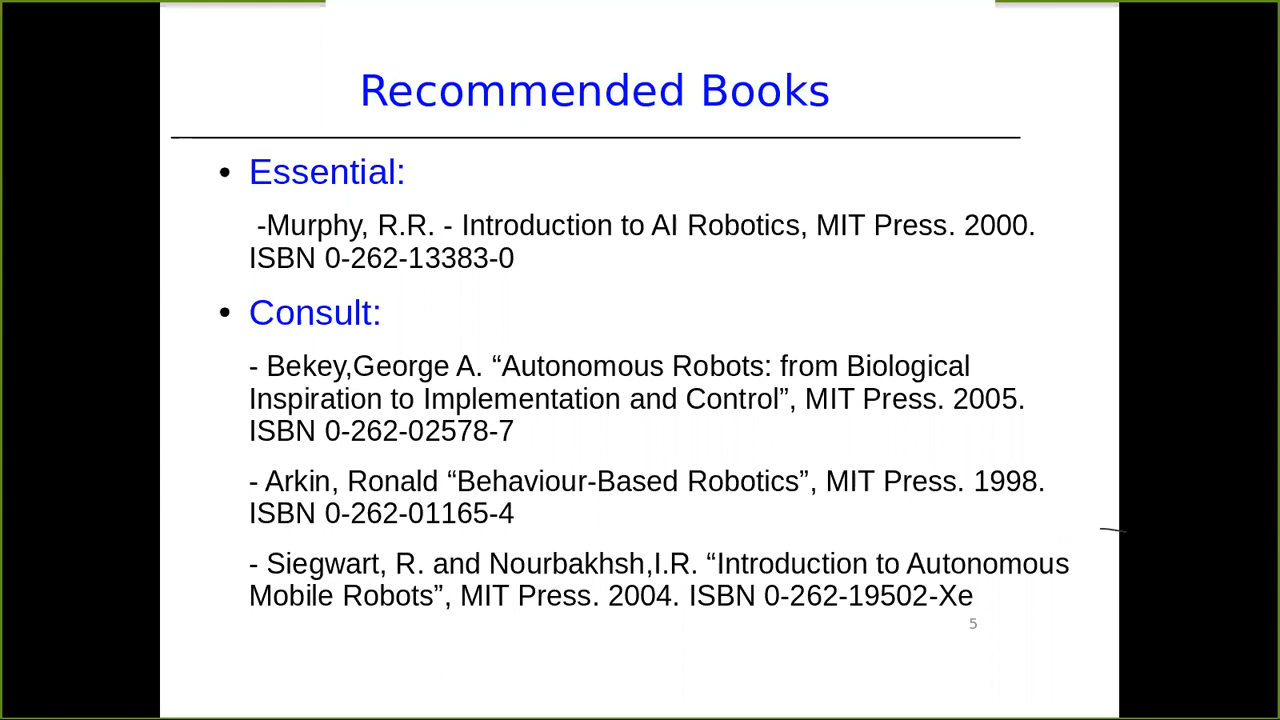 Recommended Books
• Essential:
-Murphy, R.R. - Introduction to AI Robotics, MIT Press. 2000.
ISBN 0-262-13383-0
• Consult:
- Bekey,George A. “Autonomous Robots: from Biological
Inspiration to Implementation and Control”, MIT Press. 2005.
ISBN 0-262-02578-7
- Arkin, Ronald “Behaviour-Based Robotics”, MIT Press. 1998.
ISBN 0-262-01165-4
- Siegwart, R. and Nourbakhsh,I.R. “Introduction to Autonomous
Mobile Robots”, MIT Press. 2004. ISBN 0-262-19502-Xe
5